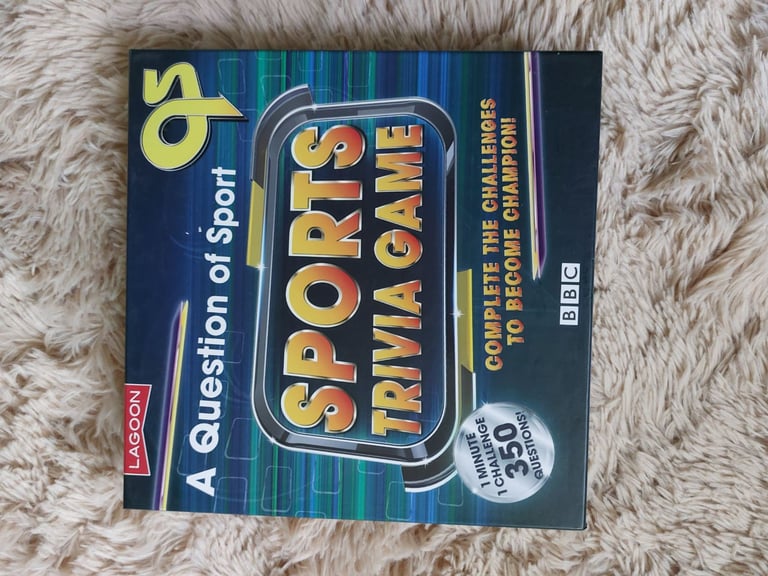 LAGOON
QS
A Question of Sport
SPORTS
TRIVIA GAME
COMPLETE THE CHALLENGES
TO BECOME CHAMPION!
1 MINUTE
1 CHALLENGE
350
QUESTIONS!
BBC